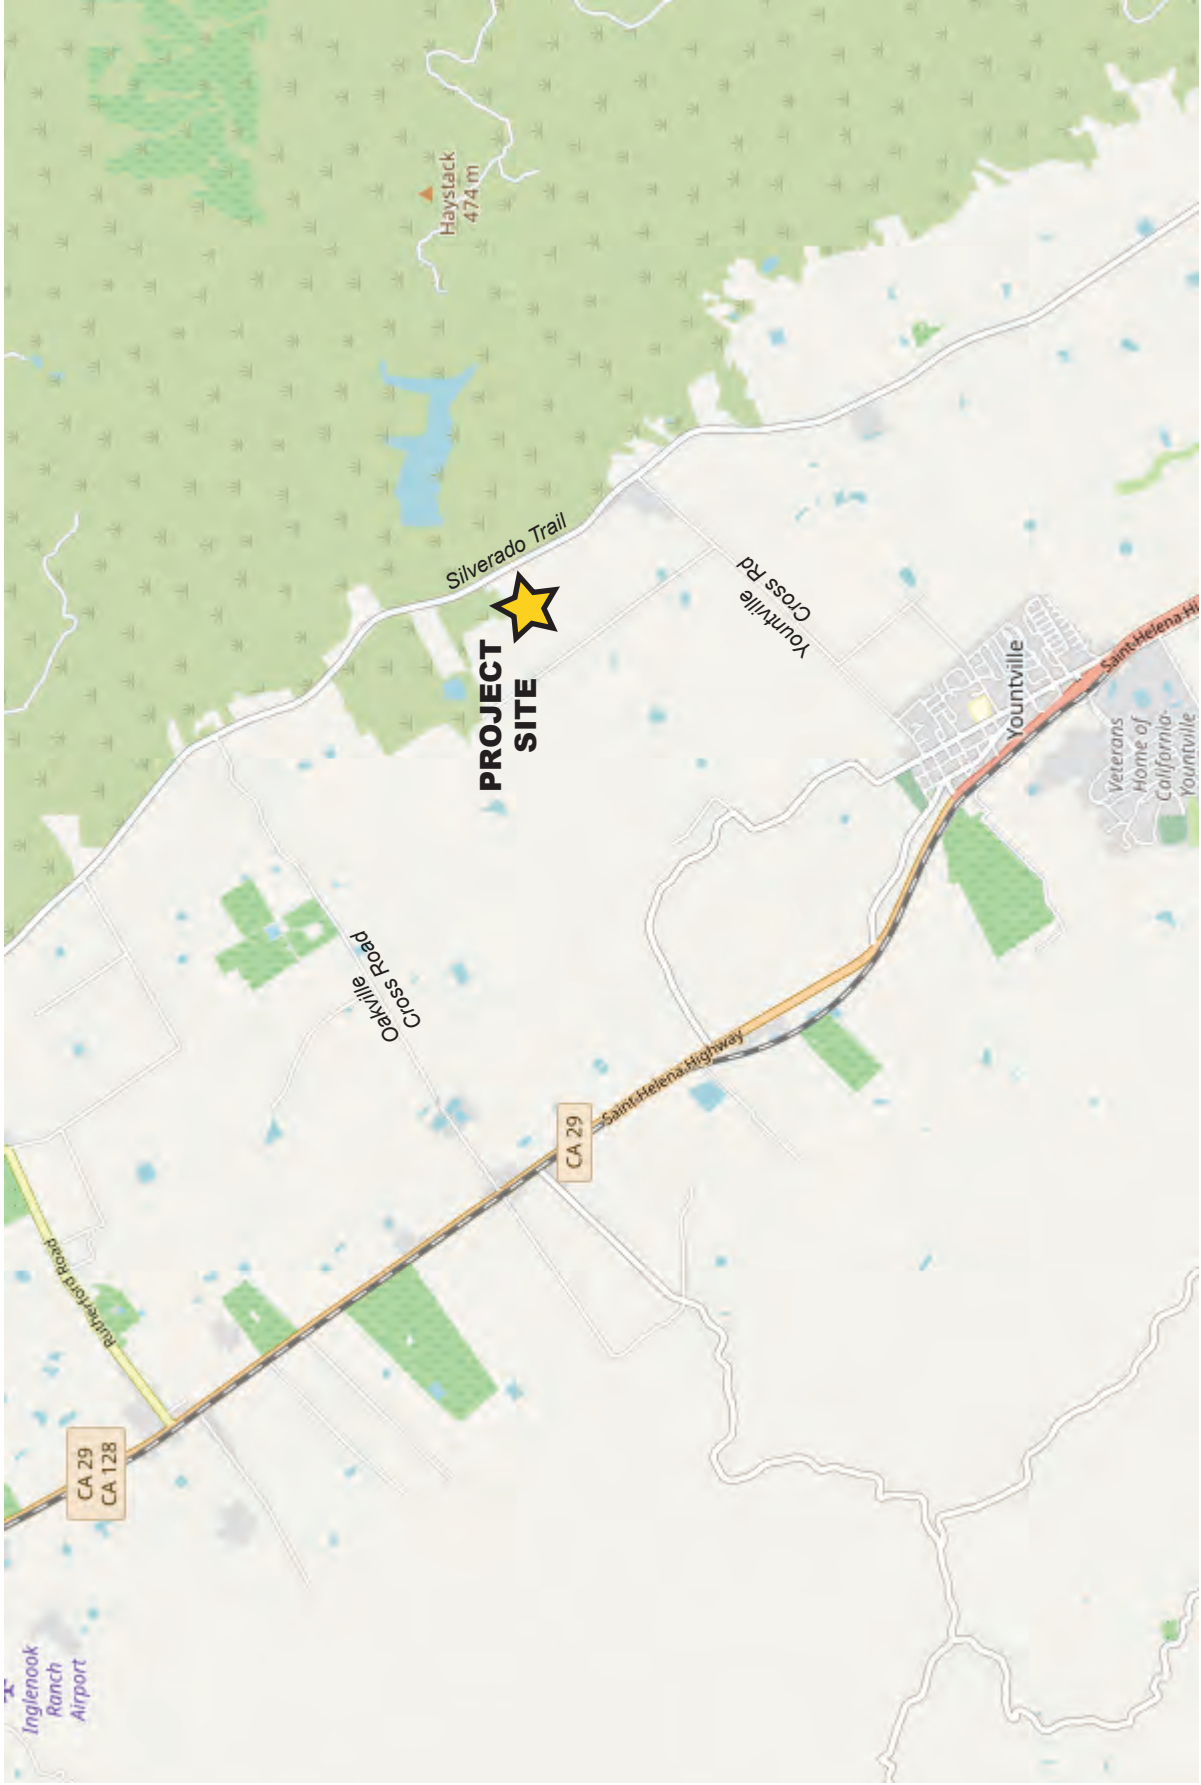 Haystack
474 m
Silverado Trail
PROJECT
SITE
Yountville
Cross Rd
Yountville
Saint Helena Hi
Veterans
Home of
California-
Yountville
Oakville
Cross Road
Saint Helena Highway
CA 29
Rutherford Road
CA 29
CA 128
Inglenook
Ranch
Airport